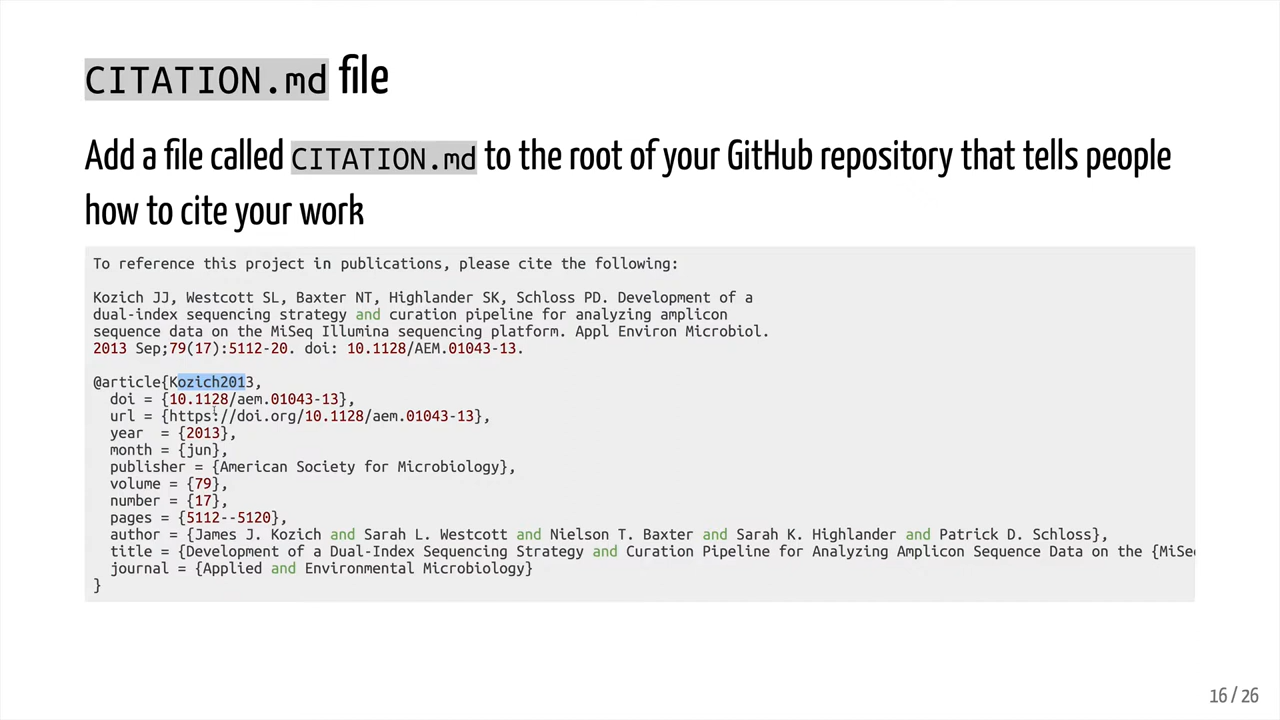 CITATION.md file
Add a file called CITATION.md to the root of your GitHub repository that tells people
how to cite your work
To reference this project in publications, please cite the following:
Kozich JJ, Westcott SL, Baxter NT, Highlander SK, Schloss PD. Development of a
dual-index sequencing strategy and curation pipeline for analyzing amplicon
sequence data on the MiSeq Illumina sequencing platform. Appl Environ Microbiol.
2013 Sep;79(17):5112-20. doi: 10.1128/AEM.01043-13.
@article{Kozich2013,
  doi = {10.1128/aem.01043-13},
  url = {https://doi.org/10.1128/aem.01043-13},
  year  = {2013},
  month = {jun},
  publisher = {American Society for Microbiology},
  volume = {79},
  number = {17},
  pages = {5112--5120},
  author = {James J. Kozich and Sarah L. Westcott and Nielson T. Baxter and Sarah K. Highlander and Patrick D. Schloss},
  title = {Development of a Dual-Index Sequencing Strategy and Curation Pipeline for Analyzing Amplicon Sequence Data on the
  journal = {Applied and Environmental Microbiology}
}
16 / 26